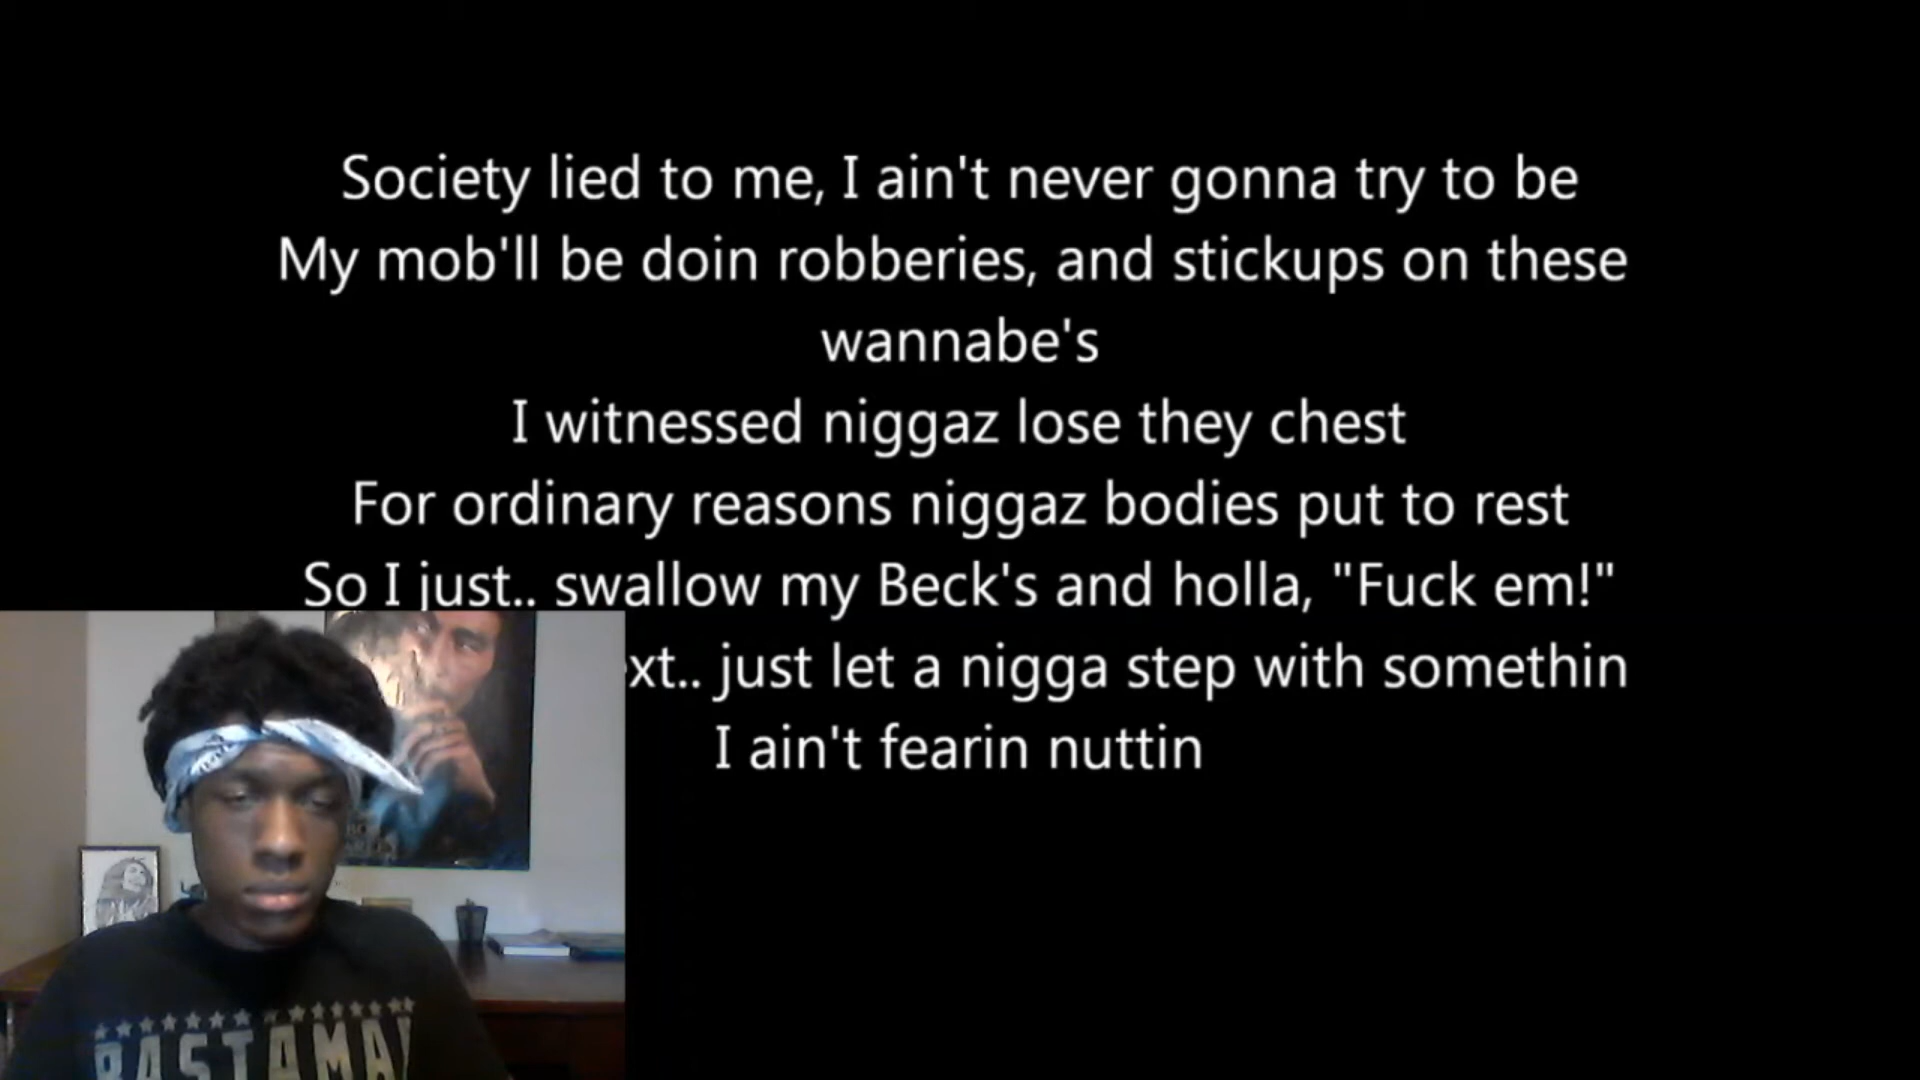 Society lied to me, I ain't never gonna try to be
My mob'll be doin robberies, and stickups on these
wannabe's
I witnessed niggaz lose they chest
For ordinary reasons niggaz bodies put to rest
So I just.. swallow my Beck's and holla, "Fuck em!"
xt.. just let a nigga step with somethin
I ain't fearin nuttin
RASTAMAN